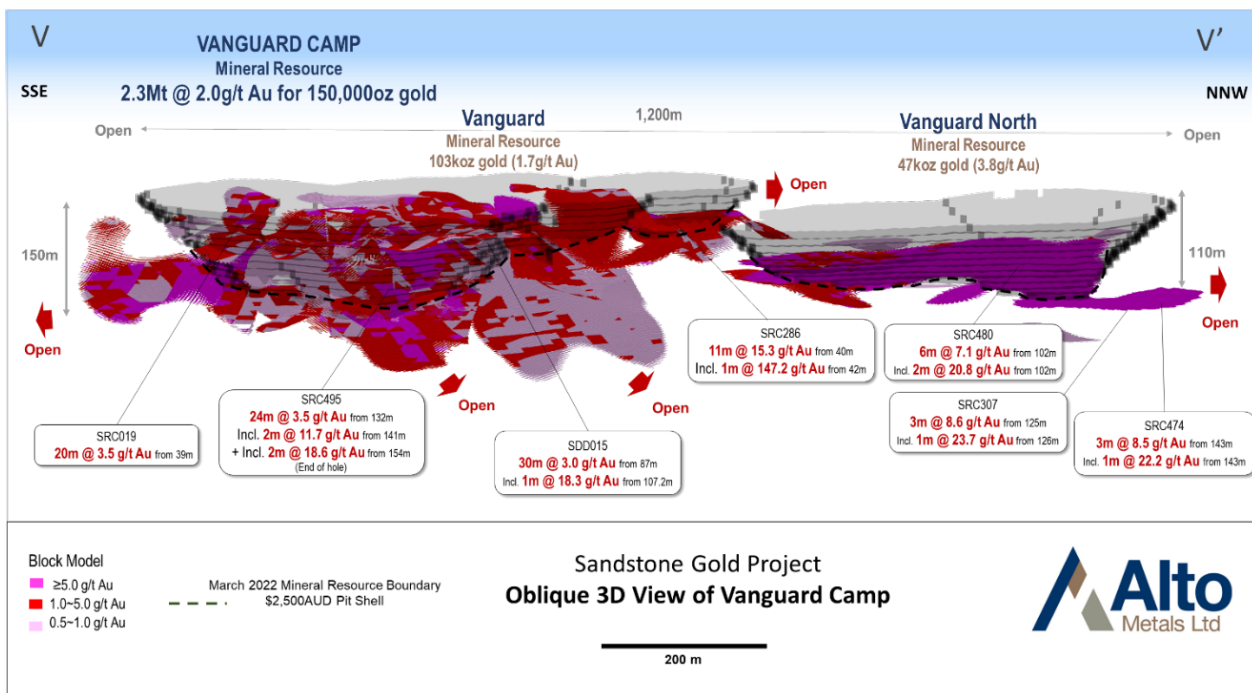 V
V'
VANGUARD CAMP
Mineral Resource
2.3Mt @ 2.0g/t Au for 150,000oz gold
SSE
NNW
Open
1,200m
Open
Vanguard
Mineral Resource
103koz gold (1.7g/t Au)
Vanguard North
Mineral Resource
47koz gold (3.8g/t Au)
Open
150m
110m
Open
Open
Open
Open
SRC019
20m @ 3.5 g/t Au from 39m
SRC495
24m @ 3.5 g/t Au from 132m
Incl. 2m @ 11.7 g/t Au from 141m
+ Incl. 2m @ 18.6 g/t Au from 154m
(End of hole)
SDD015
30m @ 3.0 g/t Au from 87m
Incl. 1m @ 18.3 g/t Au from 107.2m
SRC286
11m @ 15.3 g/t Au from 40m
Incl. 1m @ 147.2 g/t Au from 42m
SRC480
6m @ 7.1 g/t Au from 102m
Incl. 2m @ 20.8 g/t Au from 102m
SRC307
3m @ 8.6 g/t Au from 125m
Incl. 1m @ 23.7 g/t Au from 126m
SRC474
3m @ 8.5 g/t Au from 143m
Incl. 1m @ 22.2 g/t Au from 143m
Block Model
≥5.0 g/t Au
1.0~5.0 g/t Au
0.5~1.0 g/t Au
March 2022 Mineral Resource Boundary
$2,500AUD Pit Shell
Sandstone Gold Project
Oblique 3D View of Vanguard Camp
200 m
Alto
Metals Ltd